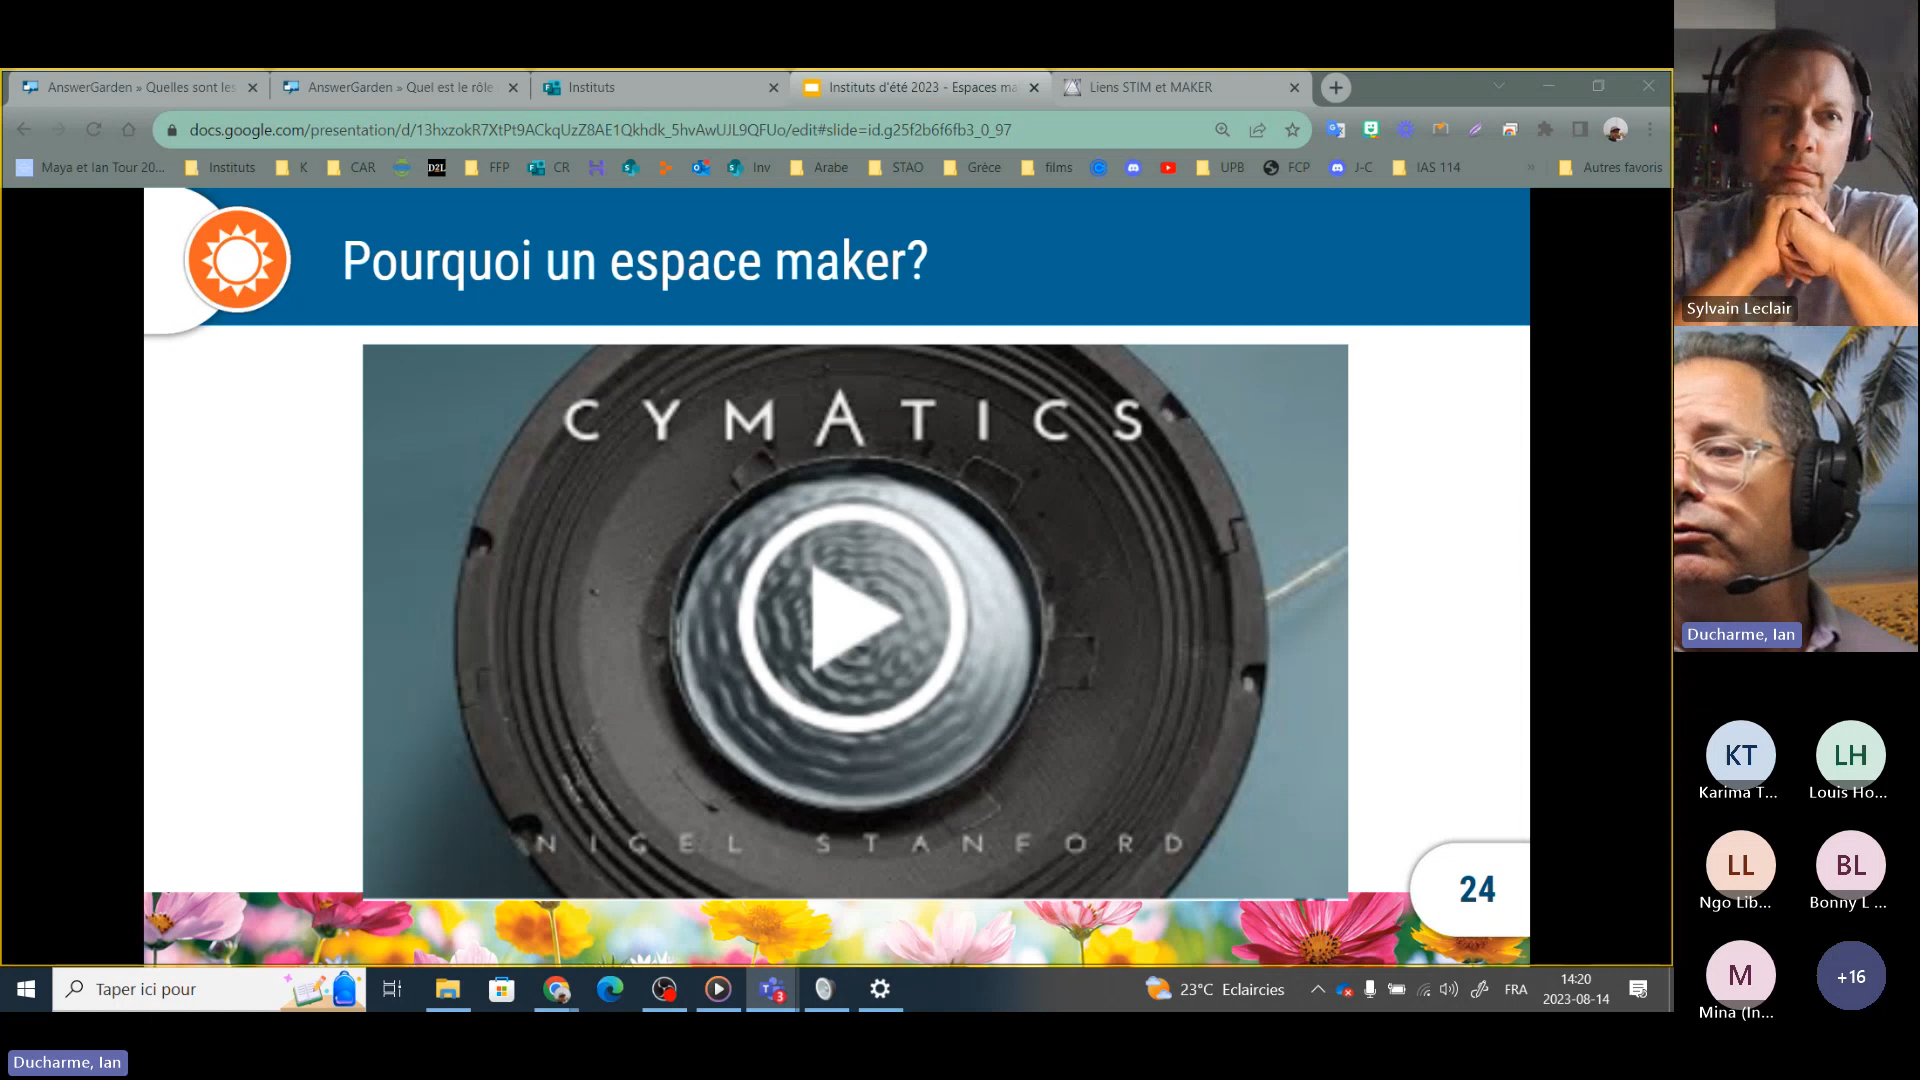 AnswerGarden » Quelles sont les
AnswerGarden » Quel est le rôle
Instituts
Instituts d'été 2023 - Espaces ma
Liens STIM et MAKER
docs.google.com/presentation/d/13hxzokR7XtPt9ACkqUzZ8AE1Qkhdk_5hvAwUJL9QFUo/edit#slide=id.g25f2b6f6fb3_0_97
Maya et Ian Tour 20... Instituts K CAR D2L FFP CR Inv Arabe STAO Grèce films UPB FCP J-C IAS 114 » Autres favoris
Pourquoi un espace maker?
CYMATICS
NIGEL STANFORD
24
Sylvain Leclair
Ducharme, Ian
KT
Karima T...
LH
Louis Ho...
LL
Ngo Lib...
BL
Bonny L ...
M
Mina (In...
+16
Taper ici pour
3
23°C Eclaircies
FRA
14:20
2023-08-14
Ducharme, Ian